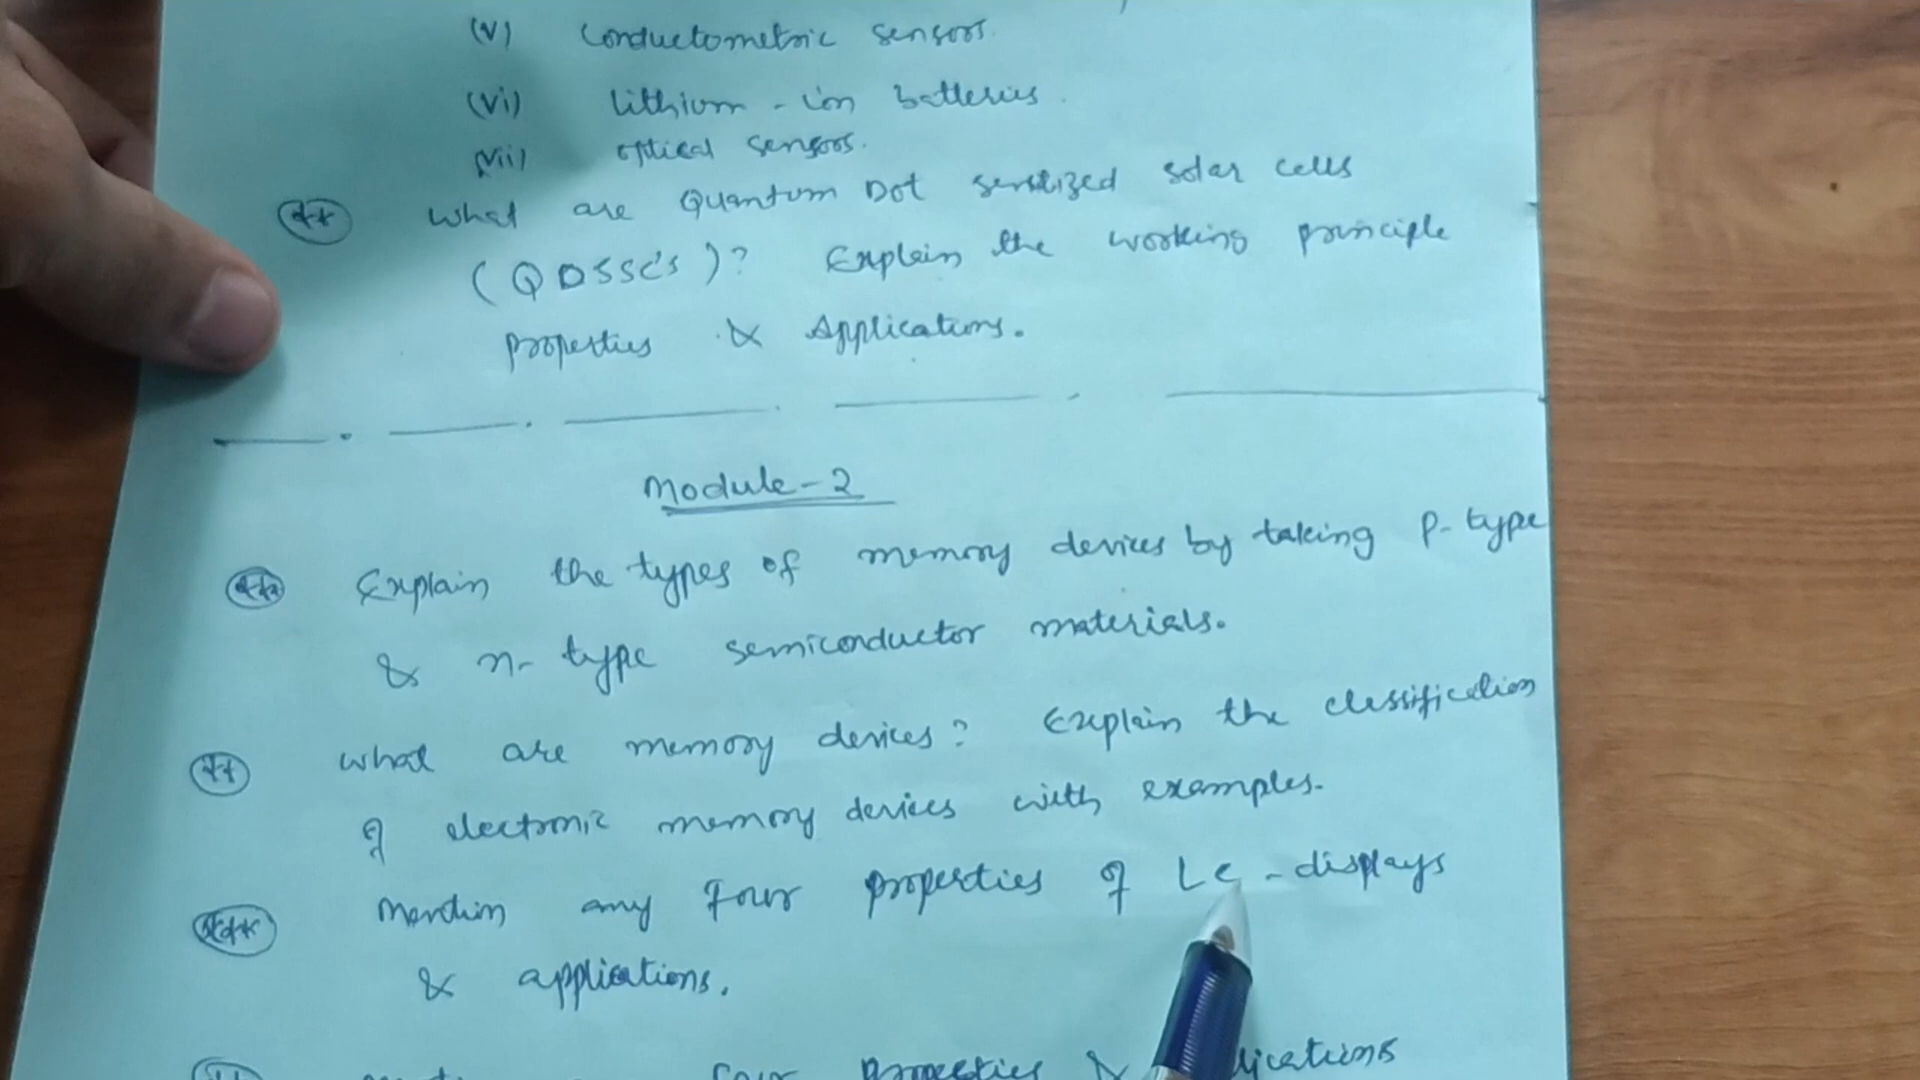 (v) Conductometric sensors.
(vi) lithium-ion batteries.
(vii) optical sensors.
** What are Quantum Dot sensitized solar cells
(QDSSC's)? Explain the working principle
properties & Applications.
Module-2
*** Explain the types of memory devices by taking P-type
& n-type semiconductor materials.
** What are memory devices? Explain the classification
of electronic memory devices with examples.
*** Mention any four properties of LC-displays
& applications.
four properties &